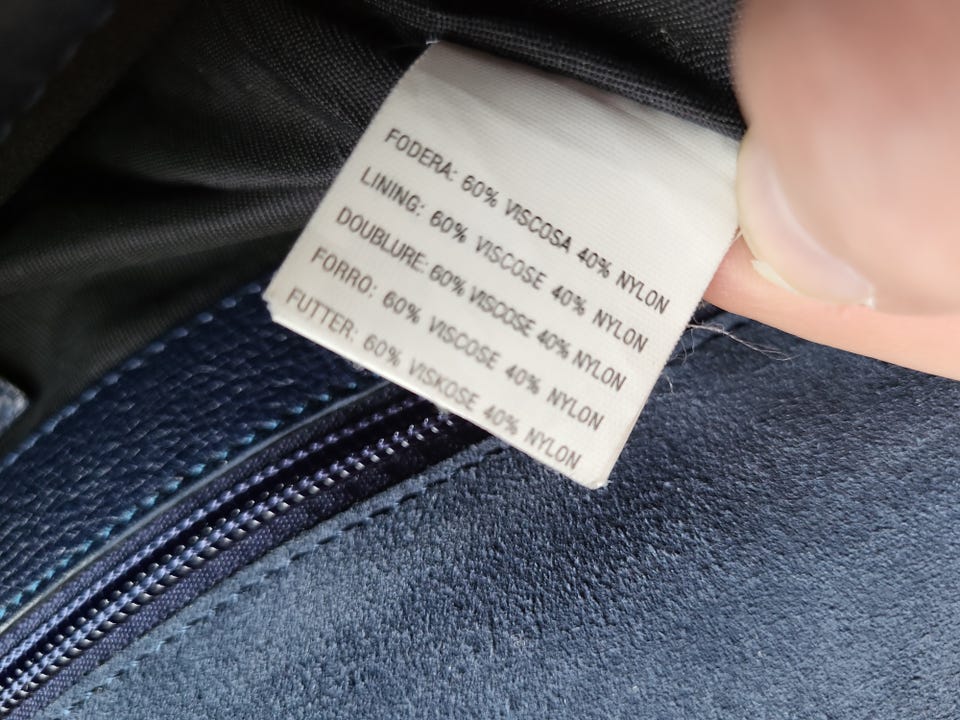 FODERA: 60% VISCOSA 40% NYLON
LINING: 60% VISCOSE 40% NYLON
DOUBLURE: 60% VISCOSE 40% NYLON
FORRO: 60% VISCOSE 40% NYLON
FUTTER: 60% VISKOSE 40% NYLON